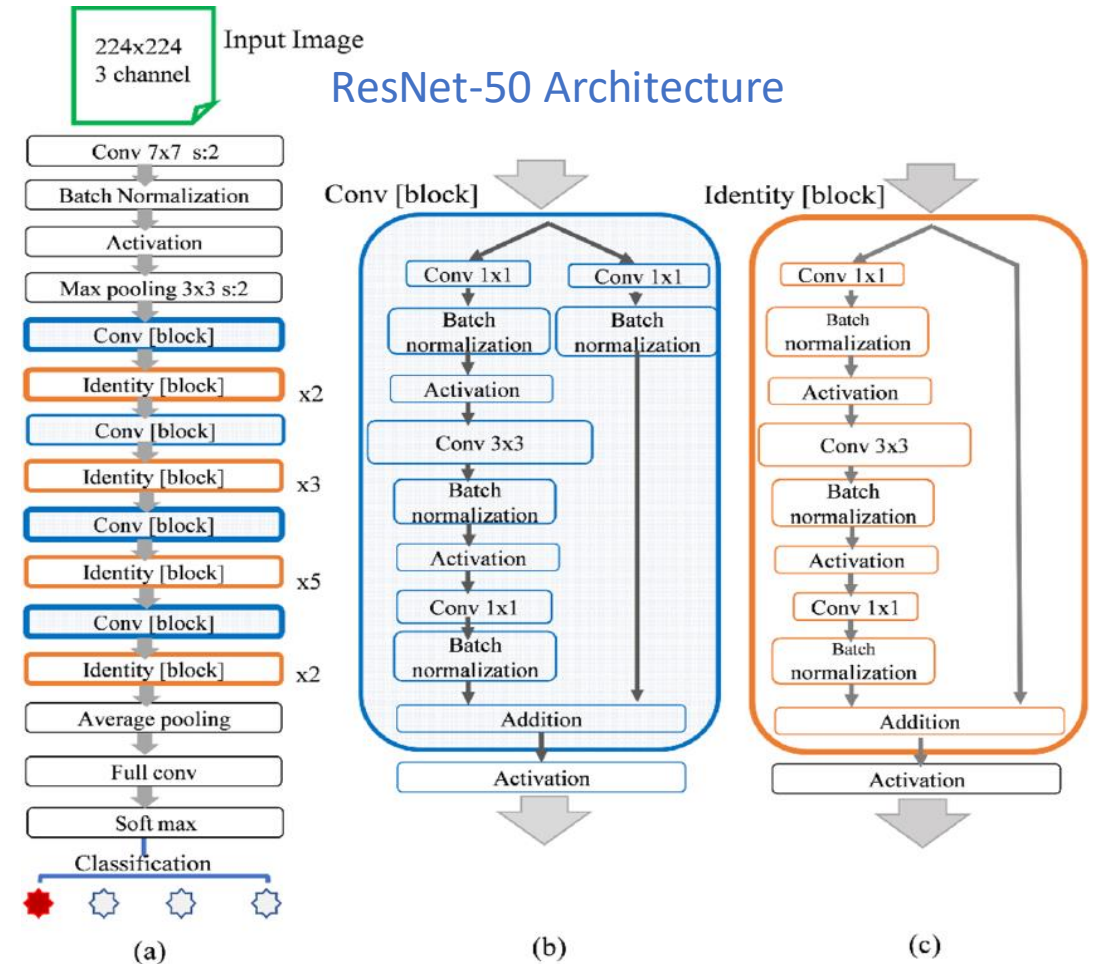 224x224
3 channel
Input Image
ResNet-50 Architecture
Conv 7x7 s:2
Batch Normalization
Activation
Max pooling 3x3 s:2
Conv [block]
Identity [block]
x2
Conv [block]
Identity [block]
x3
Conv [block]
Identity [block]
x5
Conv [block]
Identity [block]
x2
Average pooling
Full conv
Soft max
Classification
(a)
Conv [block]
Conv 1x1
Conv 1x1
Batch
normalization
Batch
normalization
Activation
Conv 3x3
Batch
normalization
Activation
Conv 1x1
Batch
normalization
Addition
Activation
(b)
Identity [block]
Conv 1x1
Batch
normalization
Activation
Conv 3x3
Batch
normalization
Activation
Conv 1x1
Batch
normalization
Addition
Activation
(c)